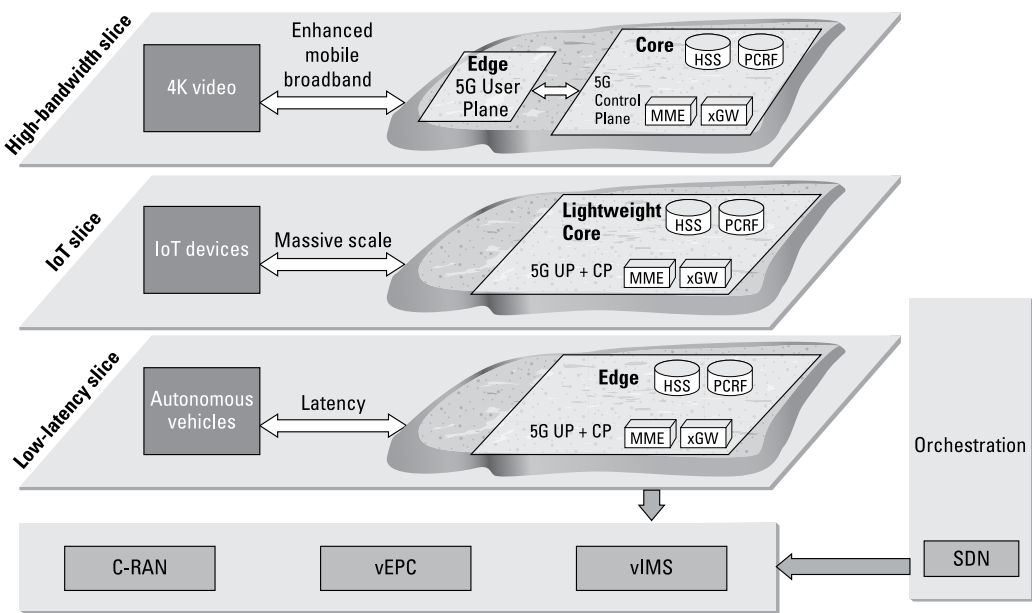 High-bandwidth slice
4K video
Enhanced
mobile
broadband
Edge
5G User
Plane
Core
HSS
PCRF
5G
Control
Plane
MME
xGW
IoT slice
IoT devices
Massive scale
Lightweight
Core
HSS
PCRF
5G UP + CP
MME
xGW
Low-latency slice
Autonomous
vehicles
Latency
Edge
HSS
PCRF
5G UP + CP
MME
xGW
Orchestration
SDN
C-RAN
vEPC
vIMS